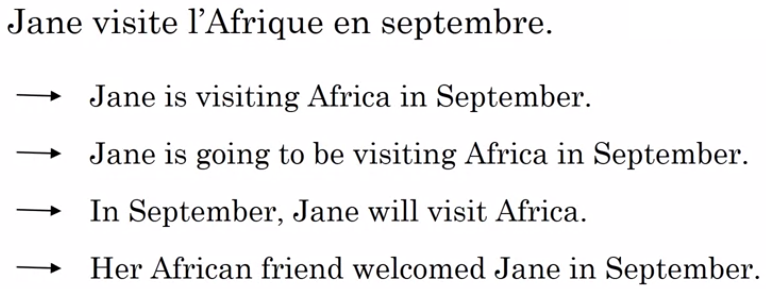 Jane visite l’Afrique en septembre.
→ Jane is visiting Africa in September.
→ Jane is going to be visiting Africa in September.
→ In September, Jane will visit Africa.
→ Her African friend welcomed Jane in September.